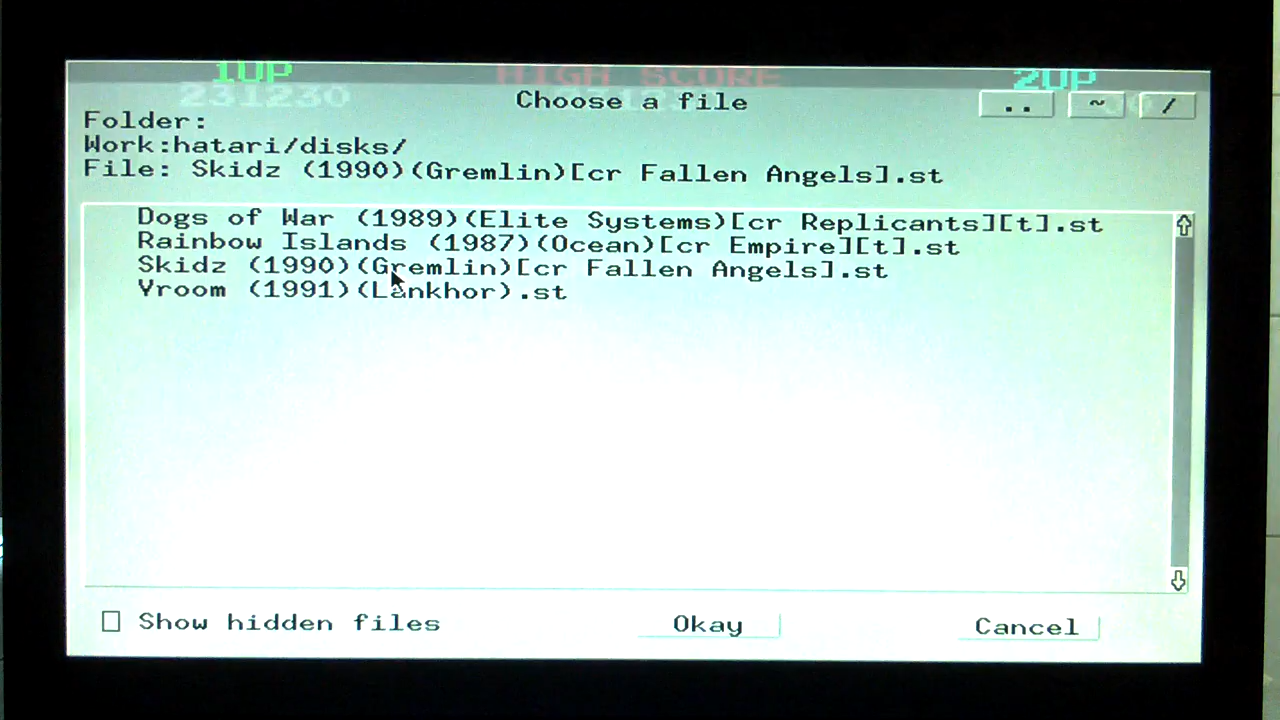 1UP HIGH SCORE 2UP
231230
Choose a file
.. ~ /
Folder:
Work:hatari/disks/
File: Skidz (1990)(Gremlin)[cr Fallen Angels].st
Dogs of War (1989)(Elite Systems)[cr Replicants][t].st
Rainbow Islands (1987)(Ocean)[cr Empire][t].st
Skidz (1990)(Gremlin)[cr Fallen Angels].st
Vroom (1991)(Lankhor).st
Show hidden files
Okay
Cancel